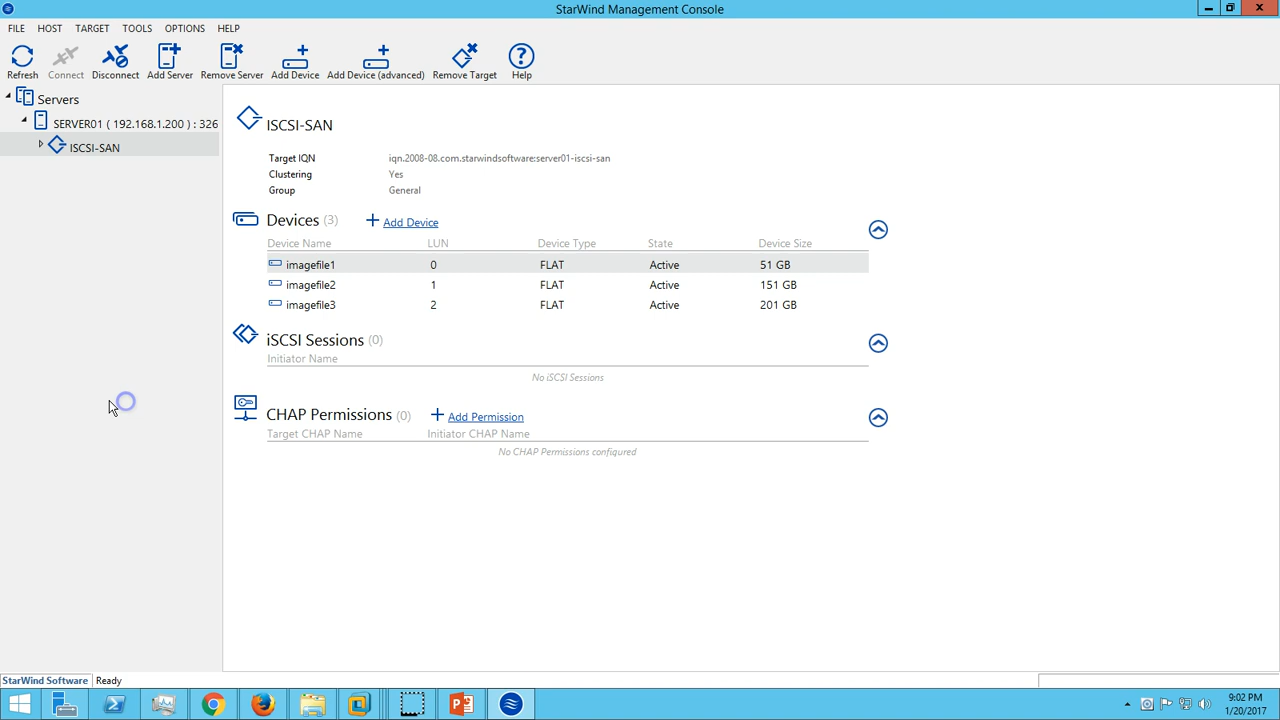 StarWind Management Console
FILE HOST TARGET TOOLS OPTIONS HELP
Refresh Connect Disconnect Add Server Remove Server Add Device Add Device (advanced) Remove Target Help
Servers
SERVER01 ( 192.168.1.200 ) : 326
ISCSI-SAN
ISCSI-SAN
Target IQN iqn.2008-08.com.starwindsoftware:server01-iscsi-san
Clustering Yes
Group General
Devices (3) Add Device
Device Name LUN Device Type State Device Size
imagefile1 0 FLAT Active 51 GB
imagefile2 1 FLAT Active 151 GB
imagefile3 2 FLAT Active 201 GB
iSCSI Sessions (0)
Initiator Name
No iSCSI Sessions
CHAP Permissions (0) Add Permission
Target CHAP Name Initiator CHAP Name
No CHAP Permissions configured
StarWind Software Ready
9:02 PM
1/20/2017